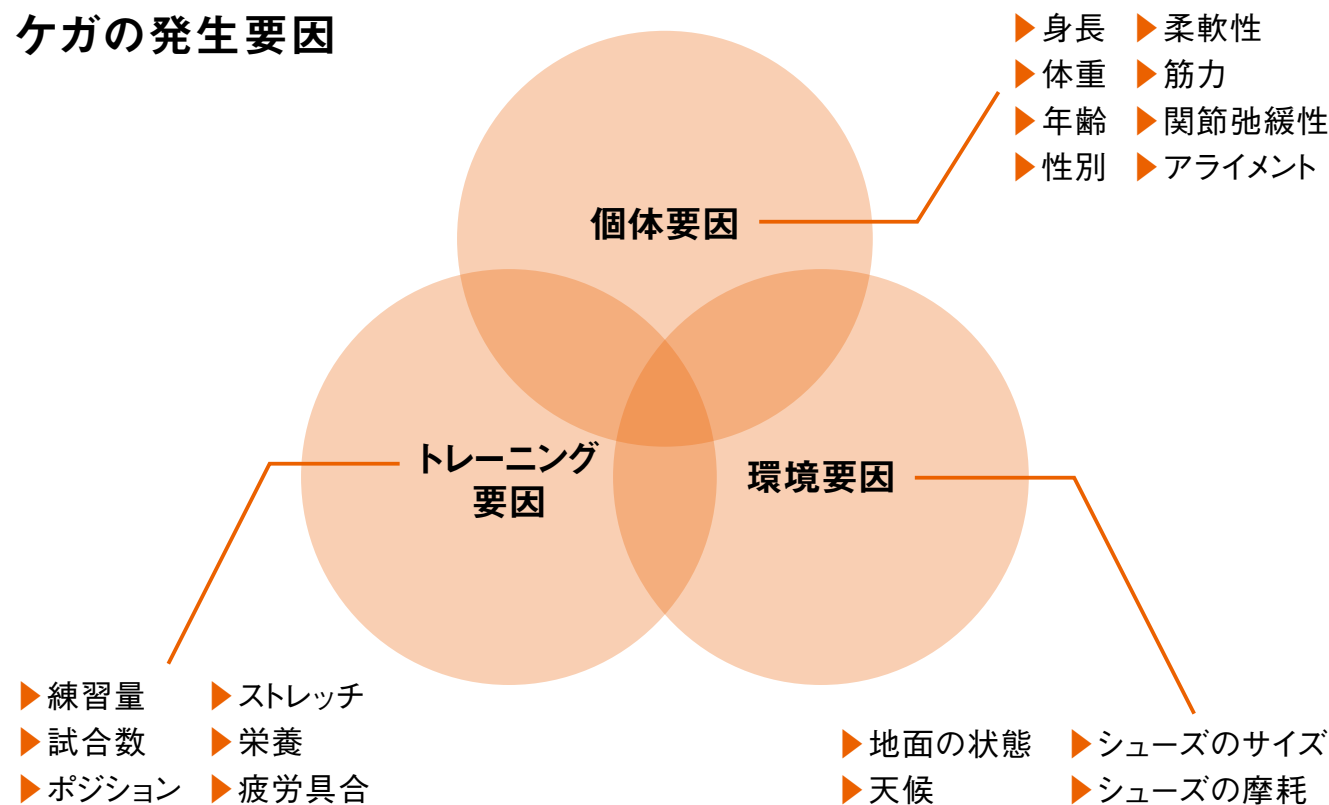 ケガの発生要因
▶身長 ▶柔軟性
▶体重 ▶筋力
▶年齢 ▶関節弛緩性
▶性別 ▶アライメント
個体要因
トレーニング
要因
環境要因
▶練習量 ▶ストレッチ
▶試合数 ▶栄養
▶ポジション ▶疲労具合
▶地面の状態 ▶シューズのサイズ
▶天候 ▶シューズの摩耗